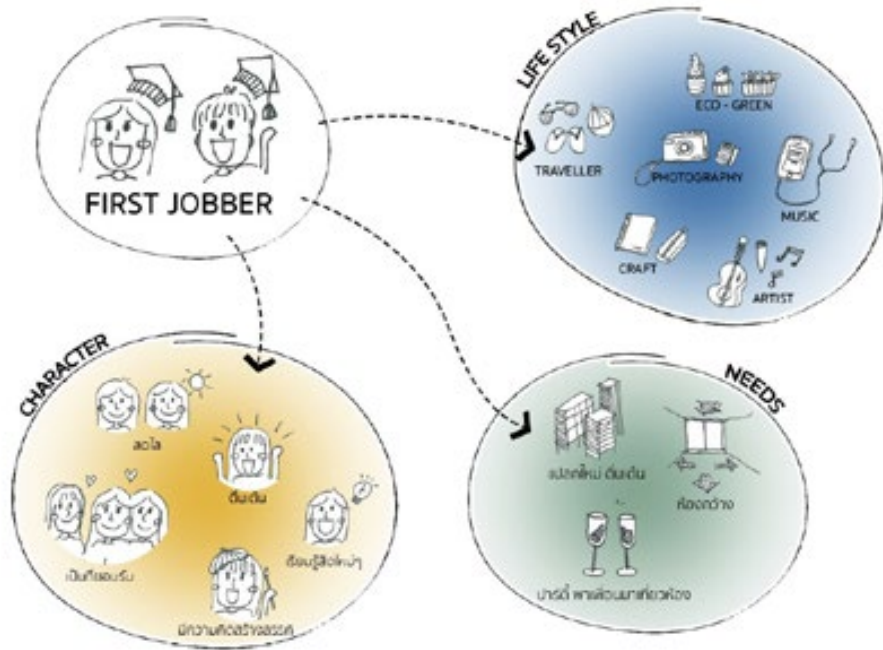 FIRST JOBBER
LIFE STYLE
ECO - GREEN
TRAVELLER
PHOTOGRAPHY
MUSIC
CRAFT
ARTIST
CHARACTER
สดใส
ตื่นเต้น
เป็นที่ยอมรับ
เรียนรู้สิ่งใหม่ๆ
มีความคิดสร้างสรรค์
NEEDS
แปลกใหม่ ตื่นเต้น
ห้องกว้าง
ปาร์ตี้ พาเพื่อนมาเที่ยวห้อง